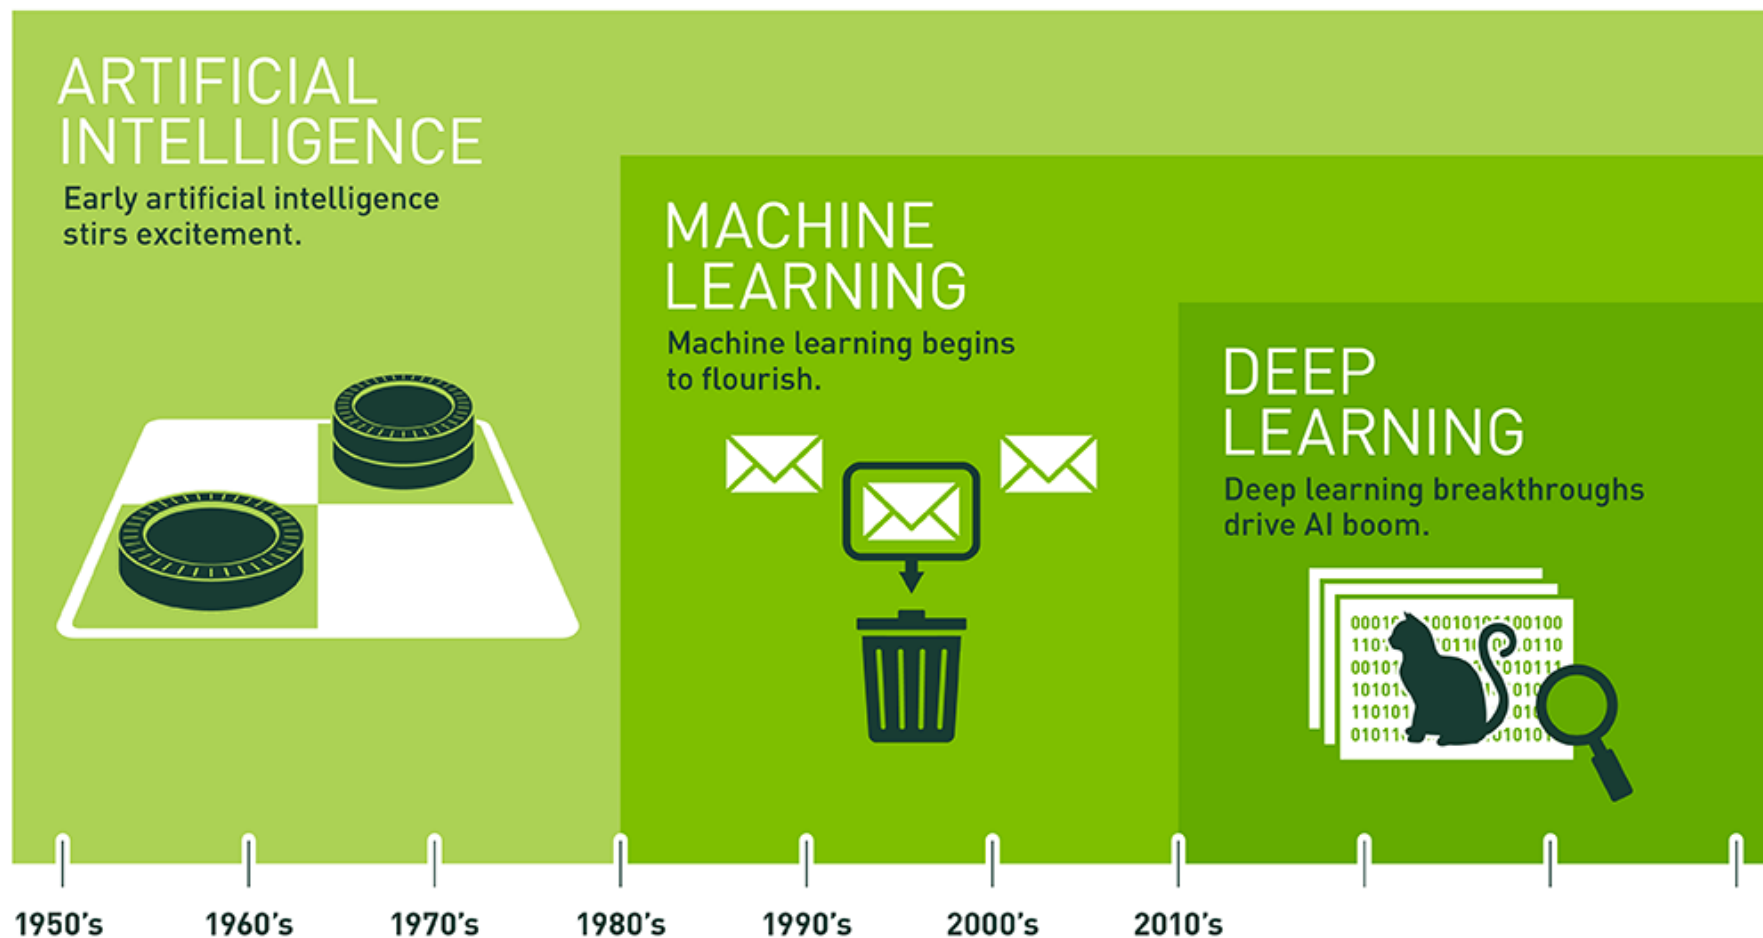 ARTIFICIAL
INTELLIGENCE
Early artificial intelligence
stirs excitement.
MACHINE
LEARNING
Machine learning begins
to flourish.
DEEP
LEARNING
Deep learning breakthroughs
drive AI boom.
1950's 1960's 1970's 1980's 1990's 2000's 2010's